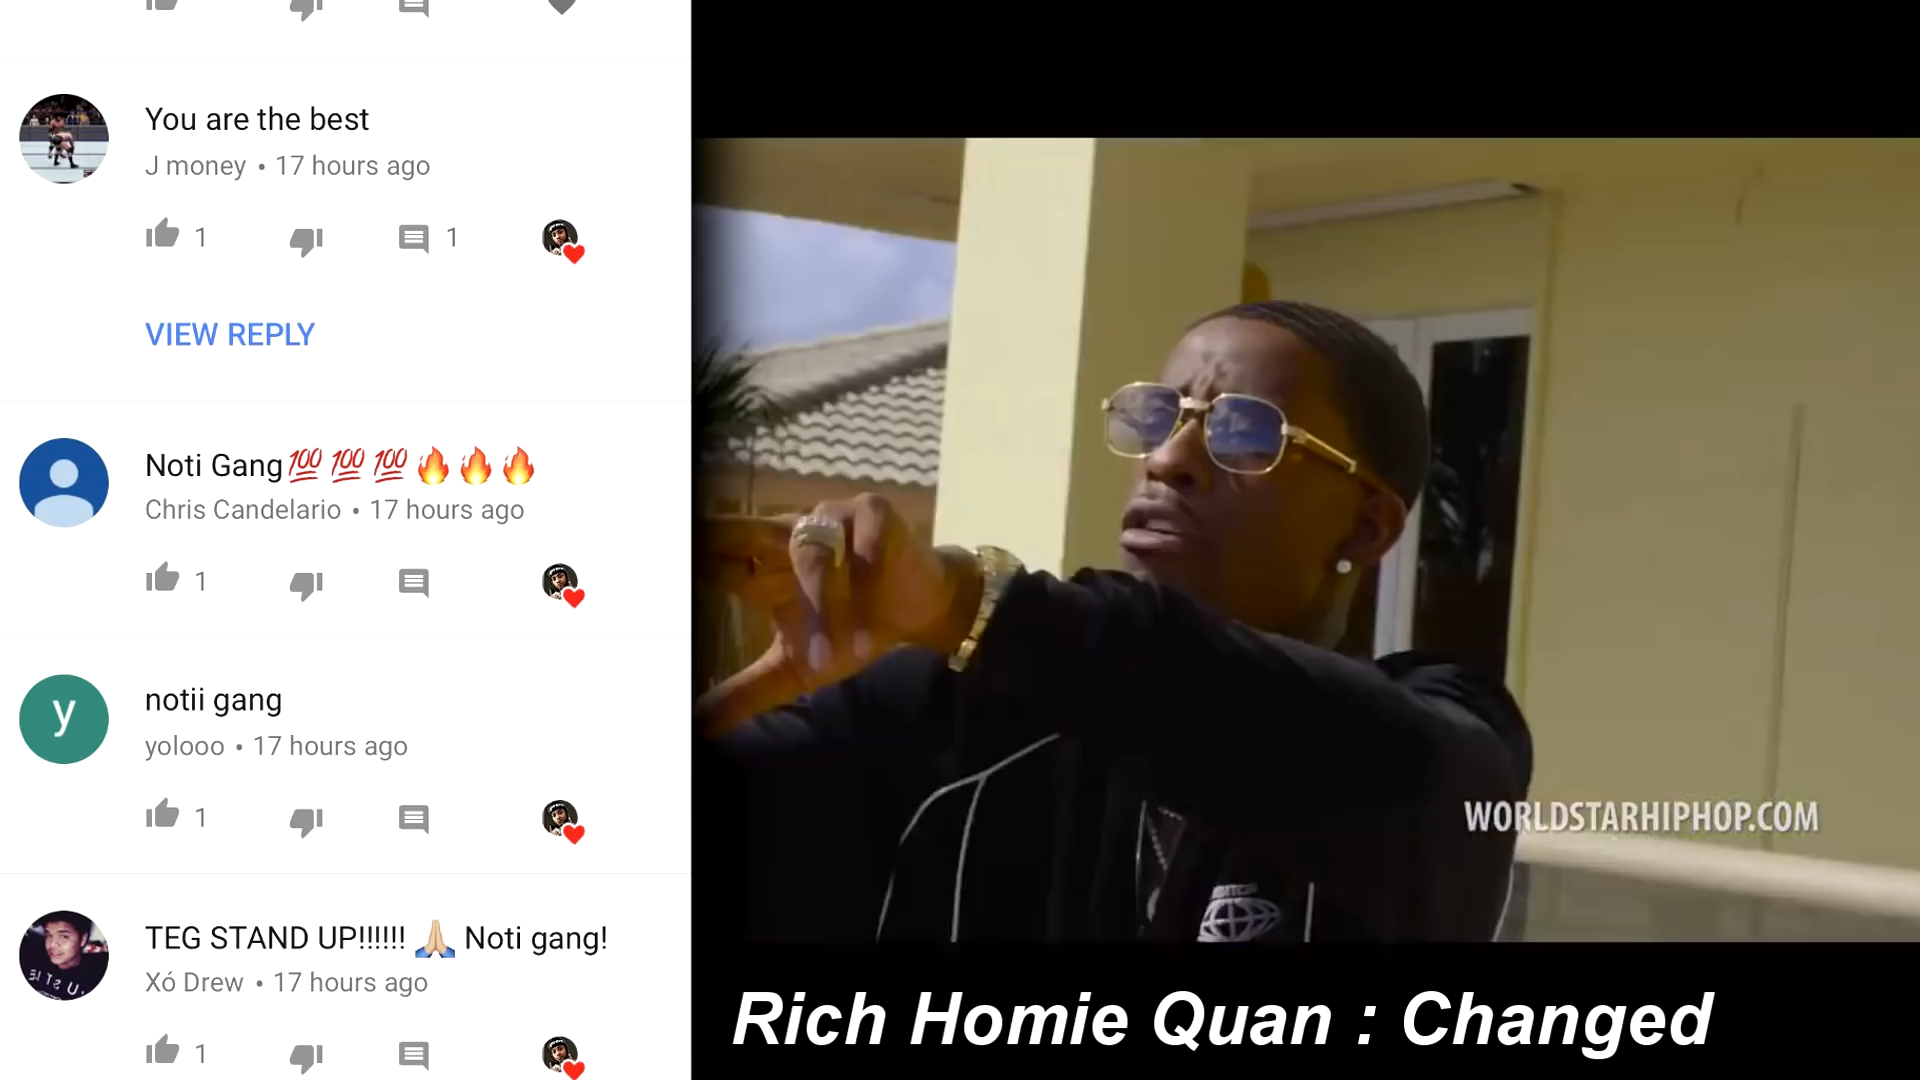 You are the best
J money • 17 hours ago
1
1
VIEW REPLY
Noti Gang💯💯💯🔥🔥🔥
Chris Candelario • 17 hours ago
1
y
notii gang
yolooo • 17 hours ago
1
TEG STAND UP!!!!!! 🙏🏼 Noti gang!
Xó Drew • 17 hours ago
1
WORLDSTARHIPHOP.COM
Rich Homie Quan : Changed